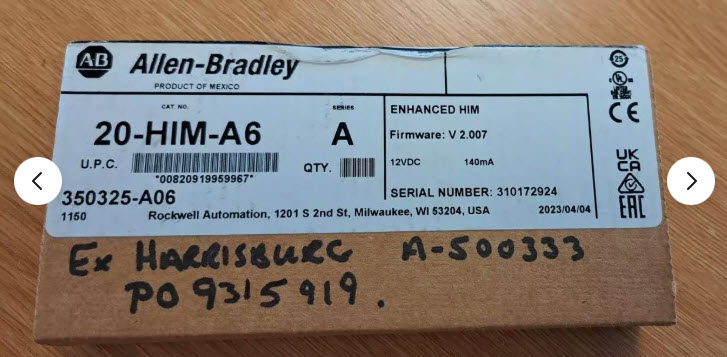 AB Allen-Bradley
PRODUCT OF MEXICO
CAT. NO.
SERIES
20-HIM-A6
A
U.P.C.
*00820919959967*
QTY.
350325-A06
1150
Rockwell Automation, 1201 S 2nd St, Milwaukee, WI 53204, USA
ENHANCED HIM
Firmware: V 2.007
12VDC 140mA
SERIAL NUMBER: 310172924
2023/04/04
25
UL
CE
UK
CA
EAC
Ex HARRISBURG A-500333
PO 9315919.